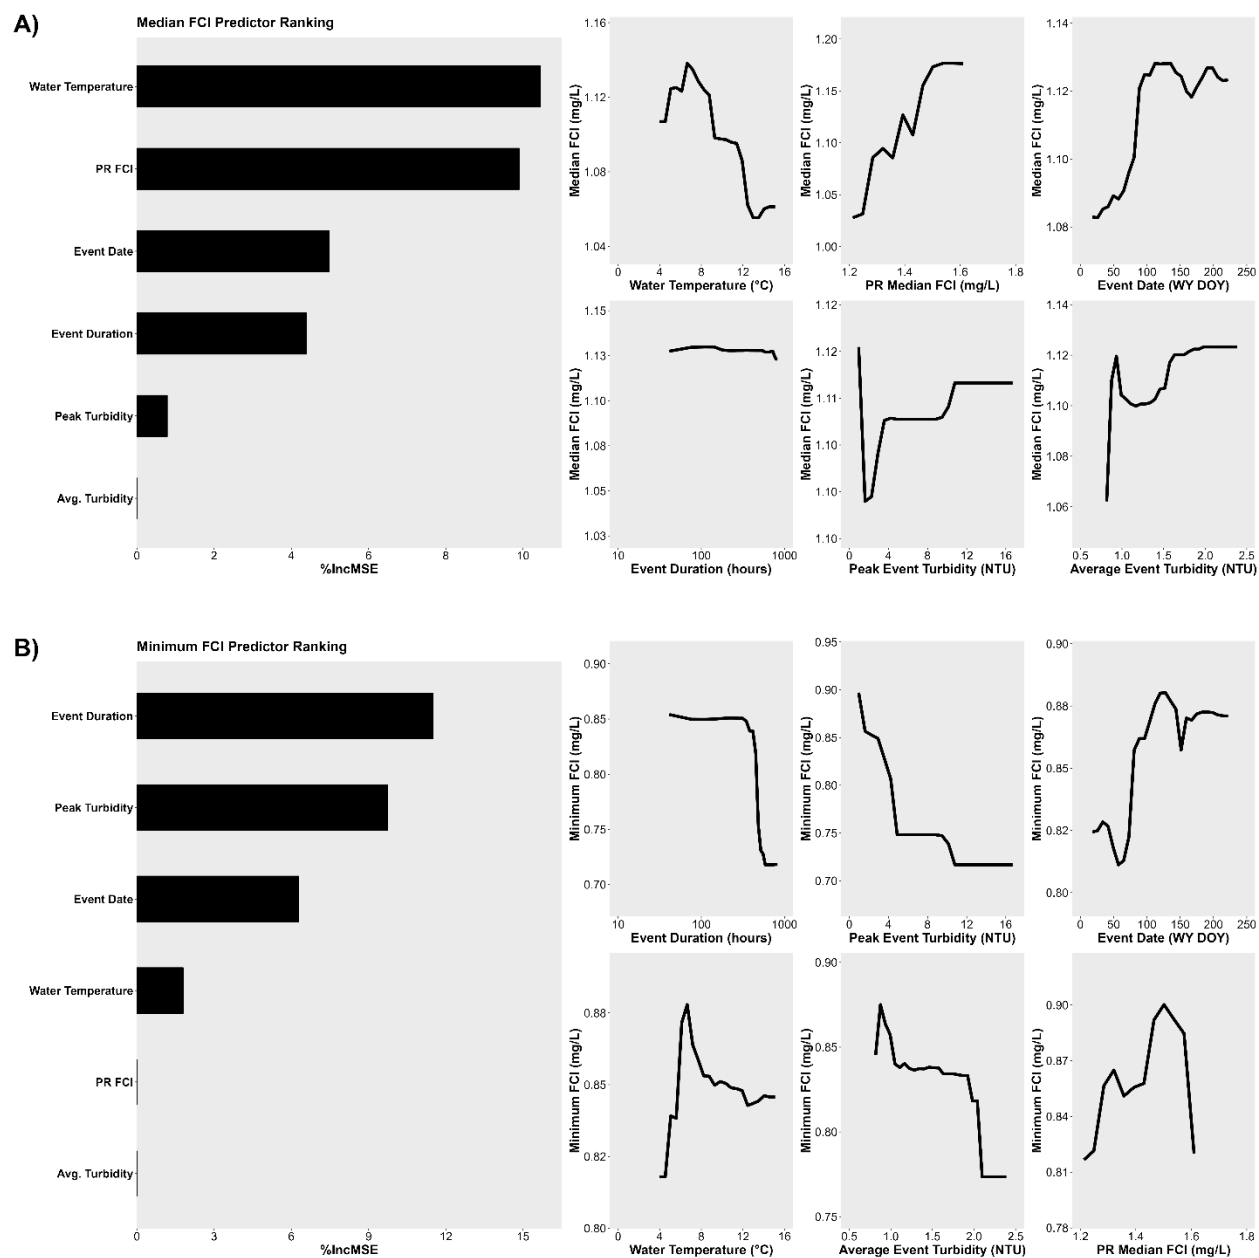 A)
Median FCI Predictor Ranking
Water Temperature
PR FCI
Event Date
Event Duration
Peak Turbidity
Avg. Turbidity
0 2 4 6 8 10
%IncMSE
Median FCI (mg/L)
1.16
1.12
1.08
1.04
0 4 8 12 16
Water Temperature (°C)
Median FCI (mg/L)
1.20
1.15
1.10
1.05
1.00
1.2 1.4 1.6 1.8
PR Median FCI (mg/L)
Median FCI (mg/L)
1.14
1.12
1.10
1.08
0 50 100 150 200 250
Event Date (WY DOY)
Median FCI (mg/L)
1.15
1.13
1.10
1.08
1.05
1.03
10 100 1000
Event Duration (hours)
Median FCI (mg/L)
1.12
1.12
1.11
1.10
1.10
1.10
0 4 8 12 16
Peak Event Turbidity (NTU)
Median FCI (mg/L)
1.14
1.12
1.10
1.08
1.06
0.5 1.0 1.5 2.0 2.5
Average Event Turbidity (NTU)
B)
Minimum FCI Predictor Ranking
Event Duration
Peak Turbidity
Event Date
Water Temperature
PR FCI
Avg. Turbidity
0 3 6 9 12 15
%IncMSE
Minimum FCI (mg/L)
0.90
0.85
0.80
0.75
0.70
10 100 1000
Event Duration (hours)
Minimum FCI (mg/L)
0.95
0.90
0.85
0.80
0.75
0.70
0 4 8 12 16
Peak Event Turbidity (NTU)
Minimum FCI (mg/L)
0.90
0.88
0.85
0.82
0.80
0 50 100 150 200 250
Event Date (WY DOY)
Minimum FCI (mg/L)
0.88
0.85
0.82
0.80
0 4 8 12 16
Water Temperature (°C)
Minimum FCI (mg/L)
0.90
0.85
0.80
0.75
0.5 1.0 1.5 2.0 2.5
Average Event Turbidity (NTU)
Minimum FCI (mg/L)
0.90
0.87
0.84
0.81
0.78
1.2 1.4 1.6 1.8
PR Median FCI (mg/L)